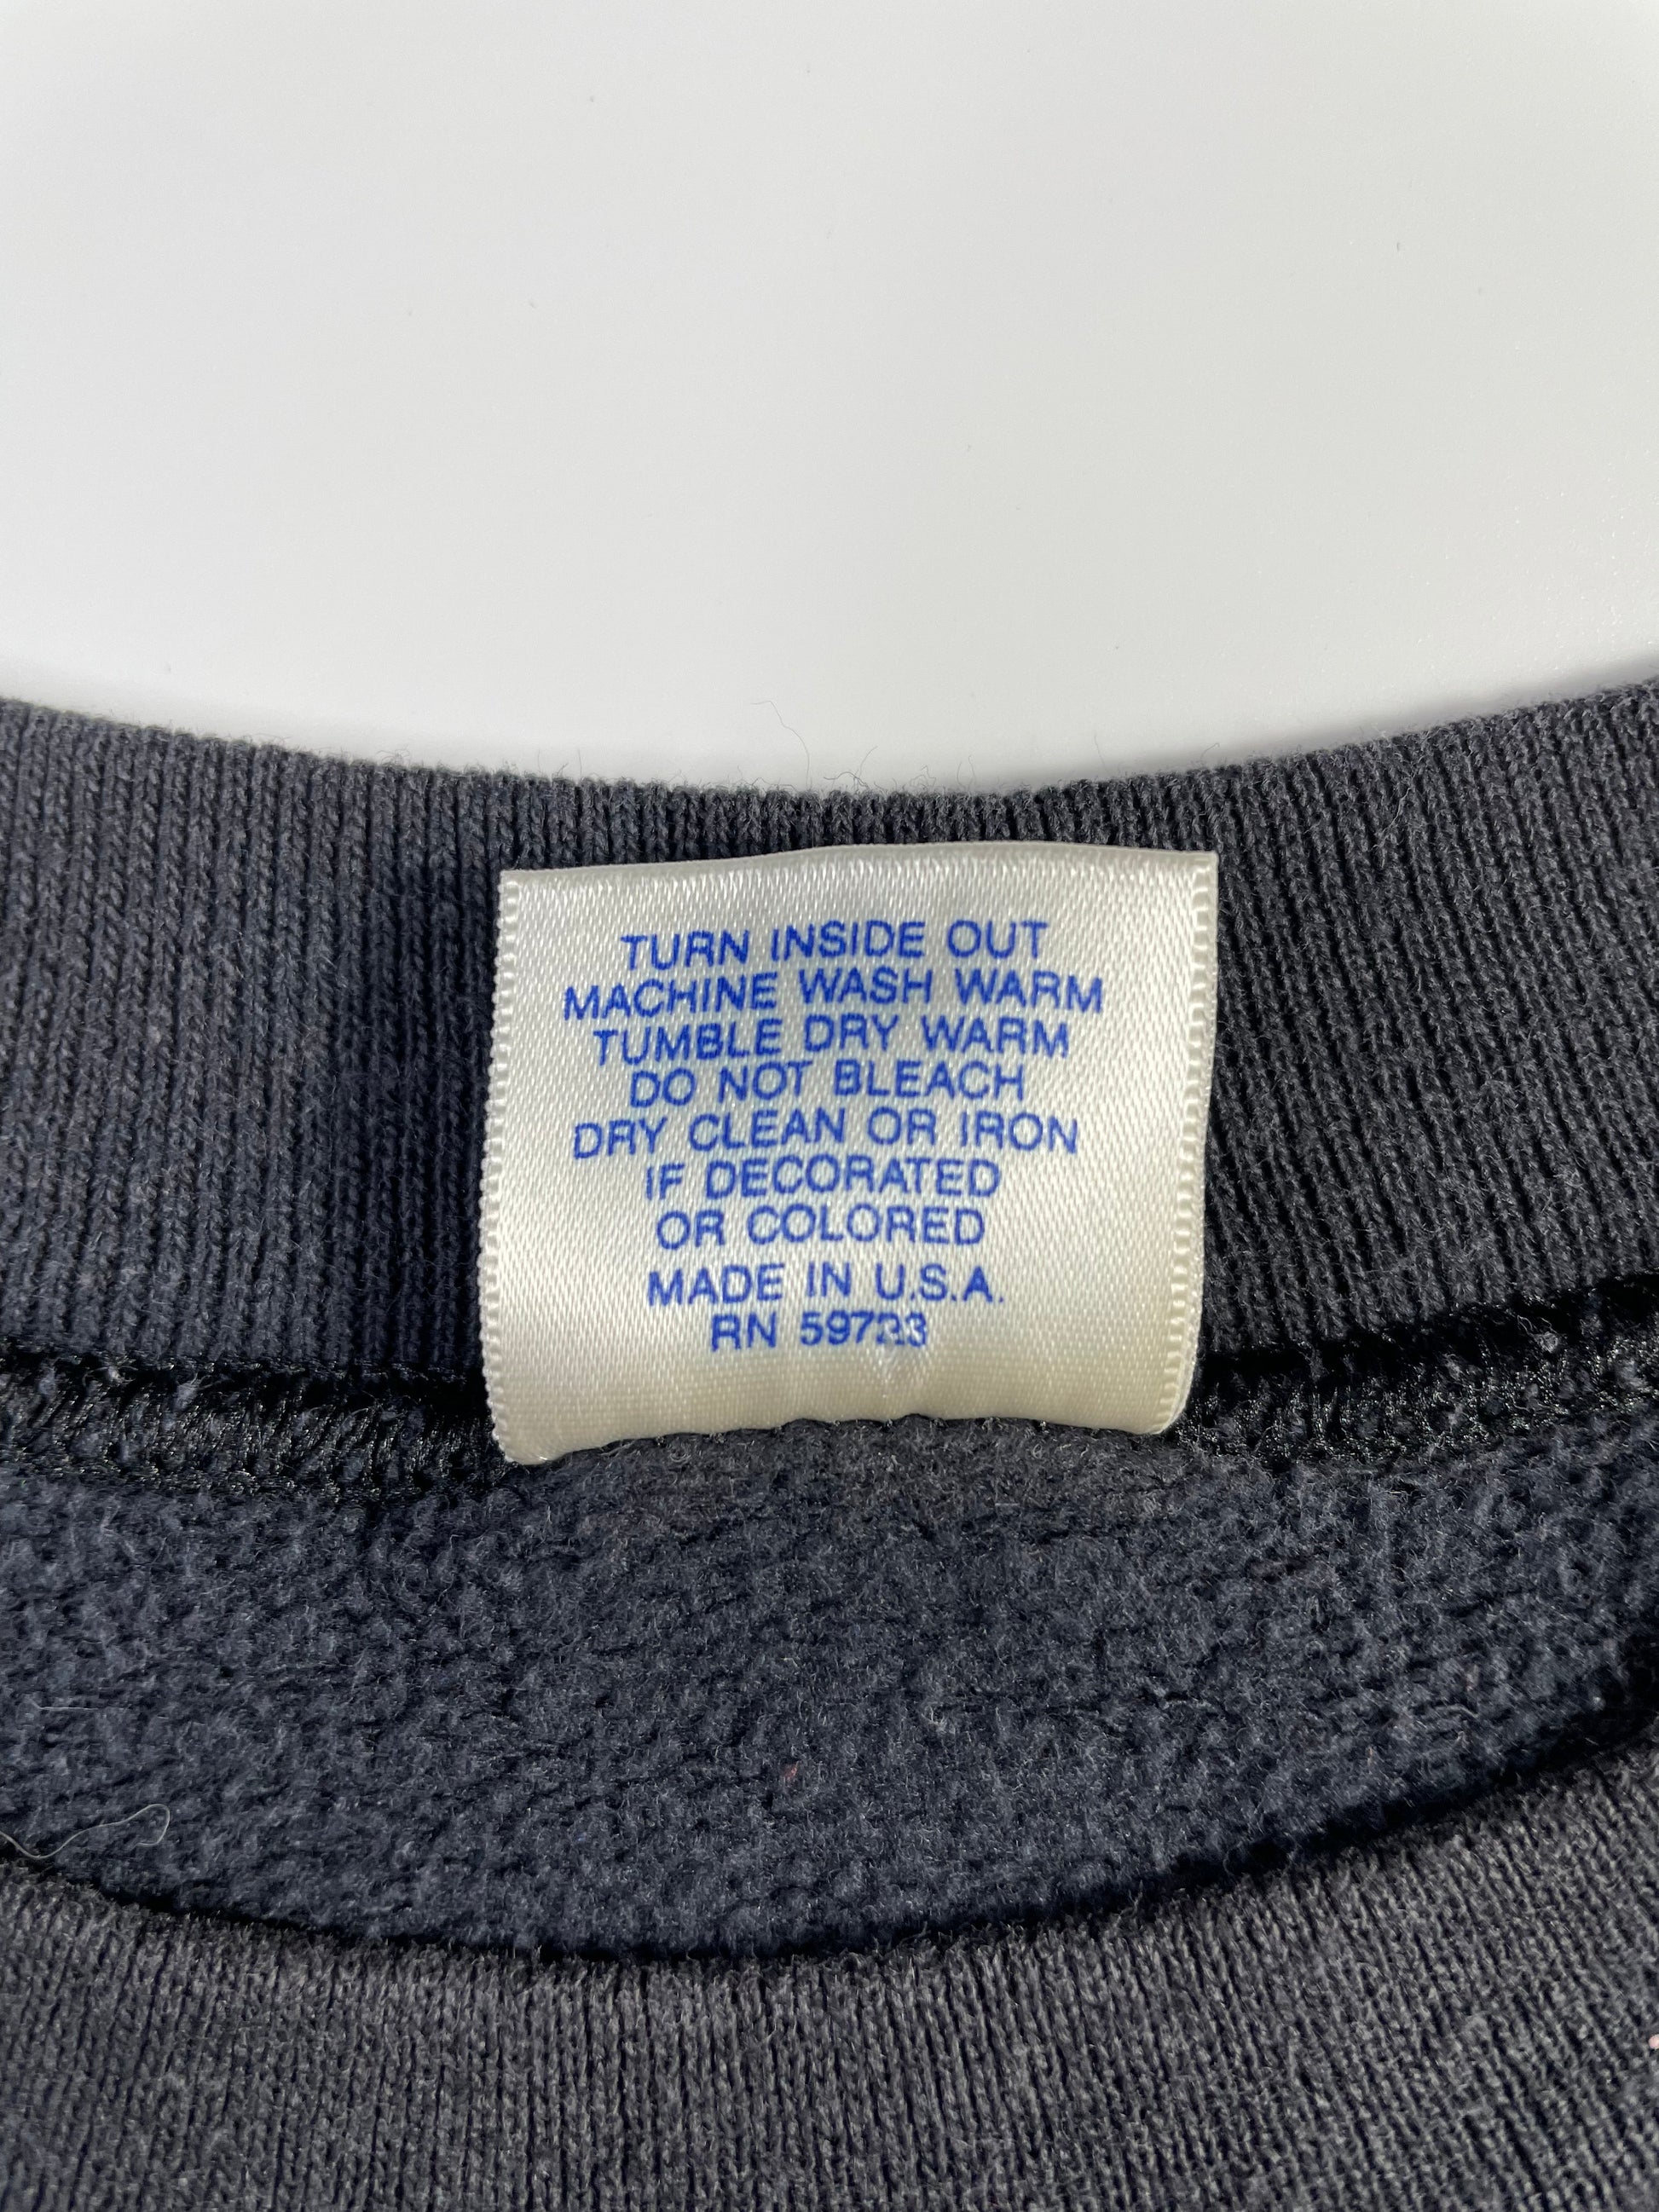 TURN INSIDE OUT
MACHINE WASH WARM
TUMBLE DRY WARM
DO NOT BLEACH
DRY CLEAN OR IRON
IF DECORATED
OR COLORED
MADE IN U.S.A.
RN